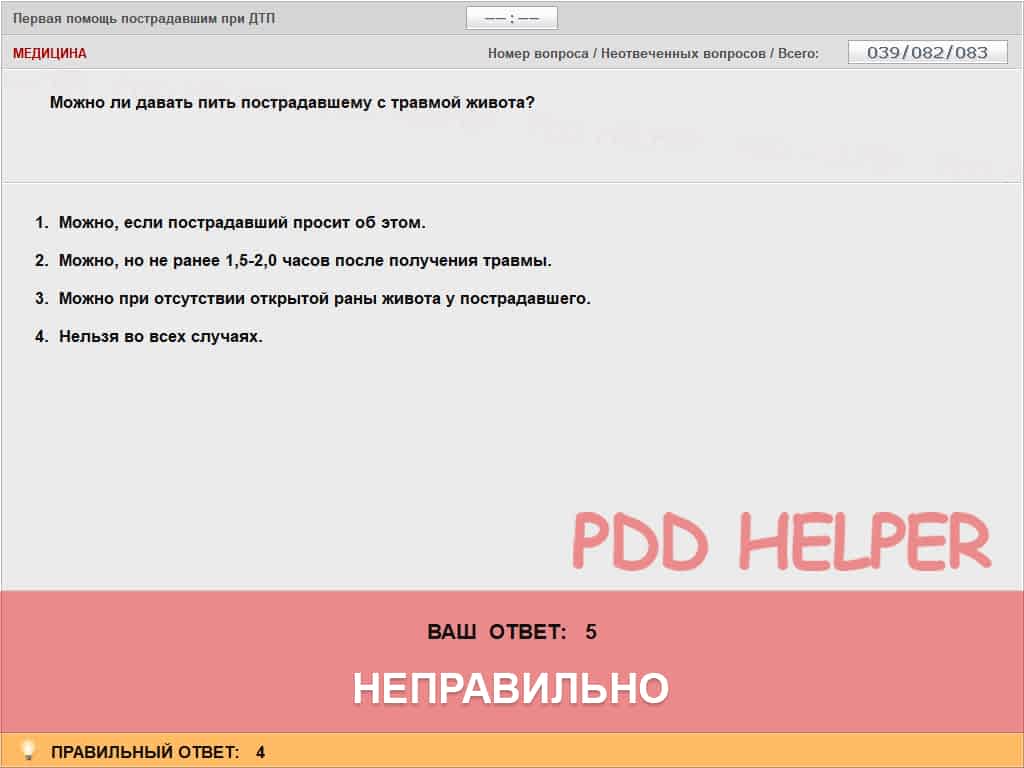 Первая помощь пострадавшим при ДТП
–– : ––
МЕДИЦИНА
Номер вопроса / Неотвеченных вопросов / Всего:
039/082/083
Можно ли давать пить пострадавшему с травмой живота?
1. Можно, если пострадавший просит об этом.
2. Можно, но не ранее 1,5-2,0 часов после получения травмы.
3. Можно при отсутствии открытой раны живота у пострадавшего.
4. Нельзя во всех случаях.
PDD HELPER
ВАШ ОТВЕТ: 5
НЕПРАВИЛЬНО
ПРАВИЛЬНЫЙ ОТВЕТ: 4